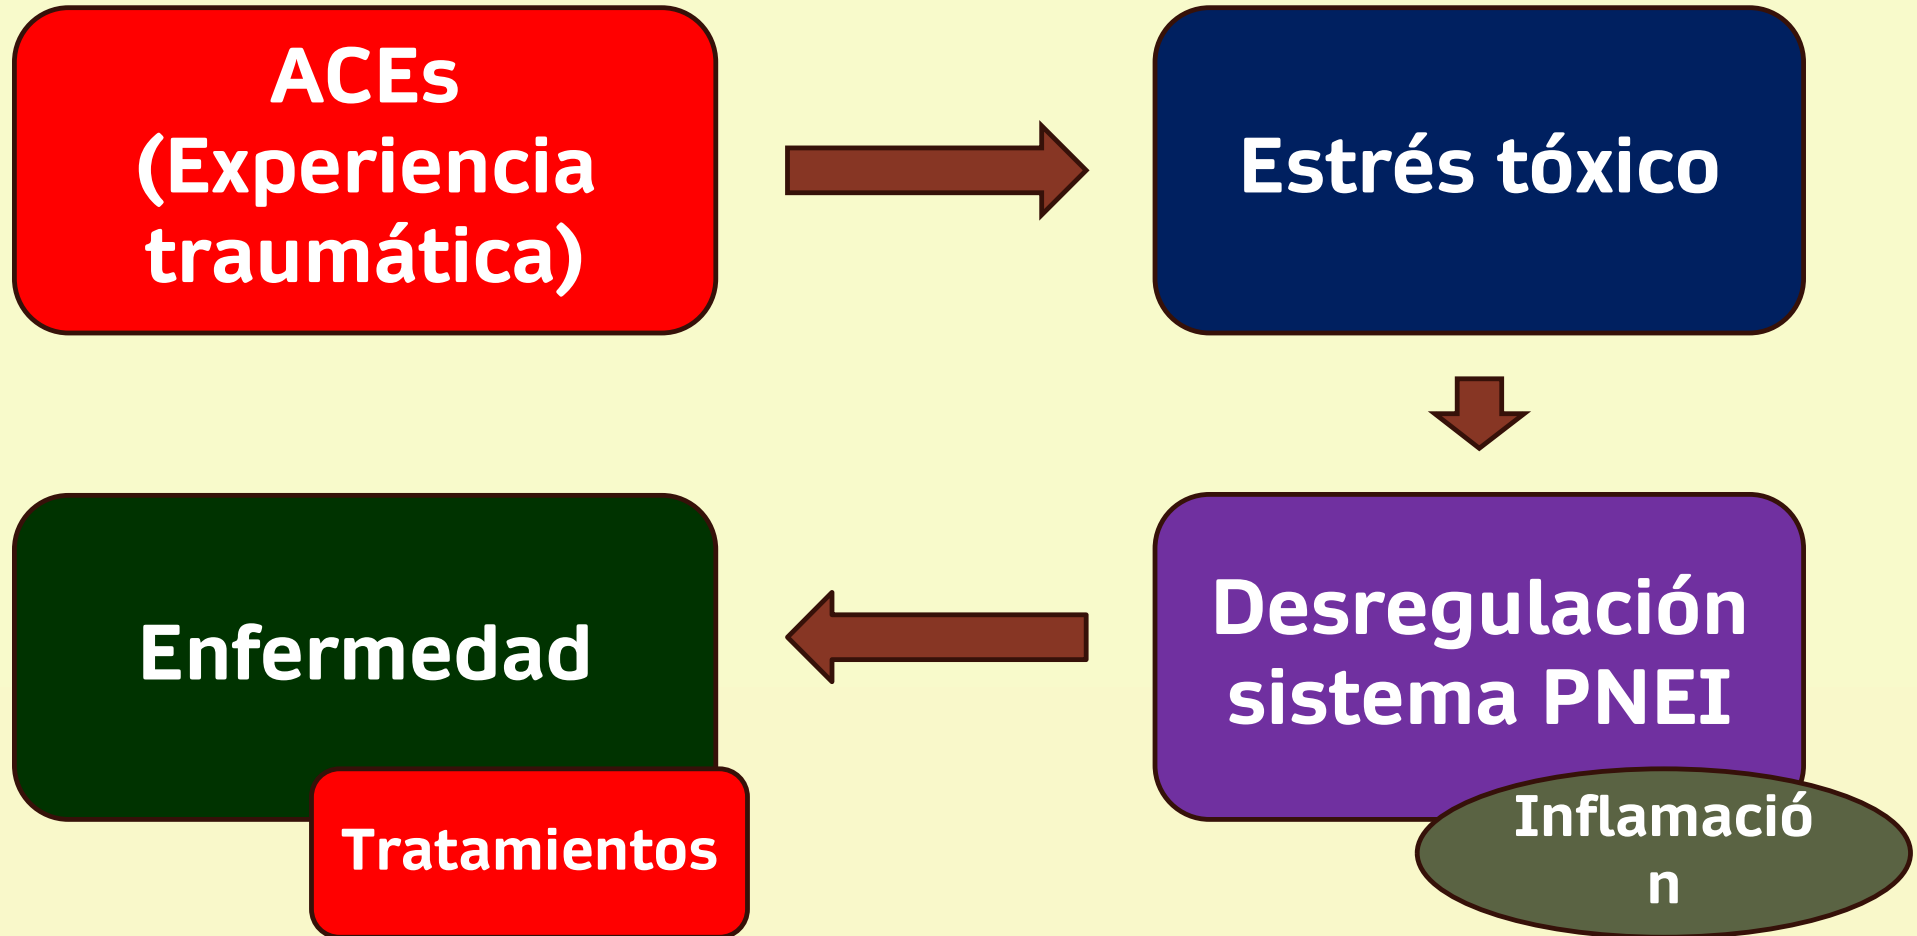 ACEs
(Experiencia
traumática)
Estrés tóxico
Enfermedad
Desregulación
sistema PNEI
Tratamientos
Inflamació
n